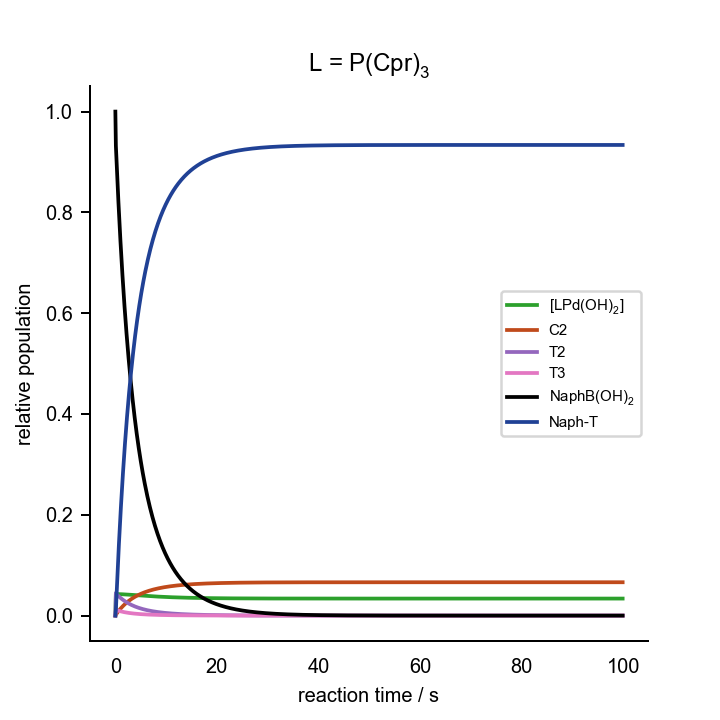 L = P(Cpr)₃
1.0
0.8
0.6
0.4
0.2
0.0
relative population
[LPd(OH)₂]
C2
T2
T3
NaphB(OH)₂
Naph-T
0 20 40 60 80 100
reaction time / s